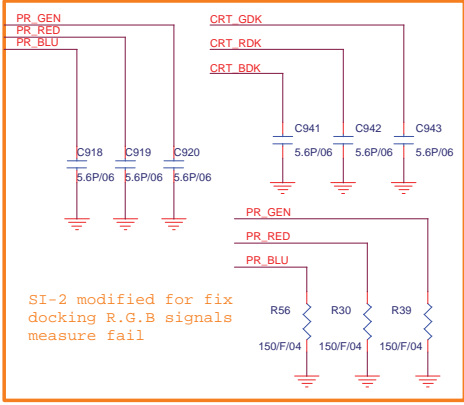 PR_GEN
PR_RED
PR_BLU
CRT_GDK
CRT_RDK
CRT_BDK
C918
5.6P/06
C919
5.6P/06
C920
5.6P/06
C941
5.6P/06
C942
5.6P/06
C943
5.6P/06
PR_GEN
PR_RED
PR_BLU
R56
150/F/04
R30
150/F/04
R39
150/F/04
SI-2 modified for fix
docking R.G.B signals
measure fail